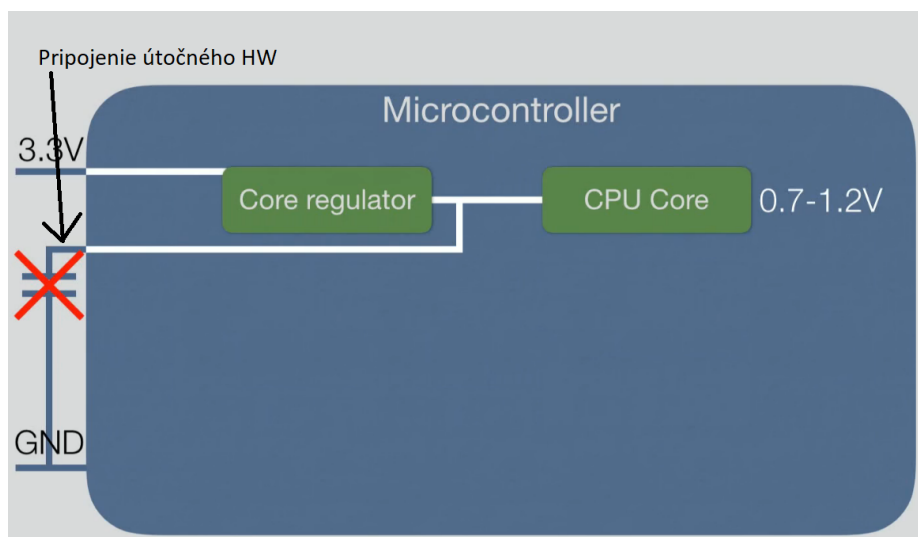 Pripojenie útočného HW
Microcontroller
3.3V
Core regulator
CPU Core
0.7-1.2V
GND